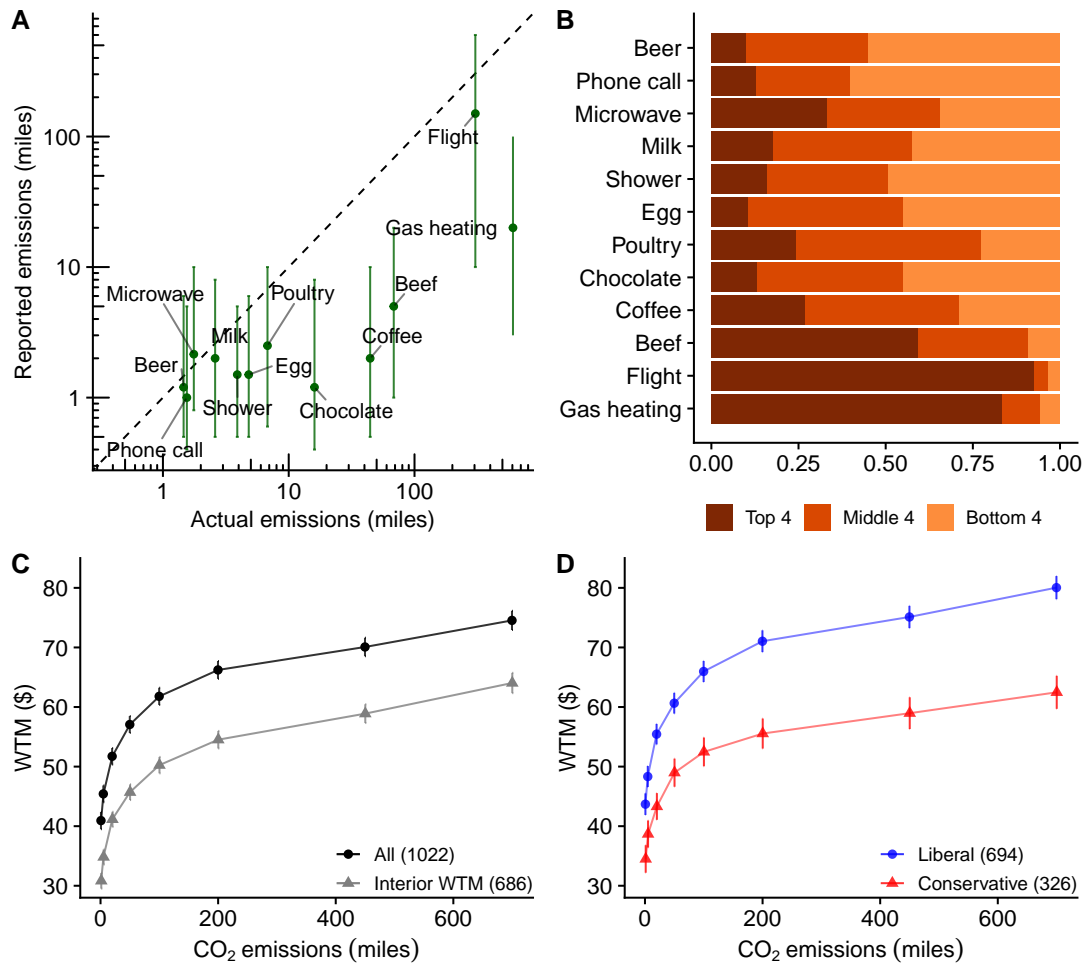 A
Reported emissions (miles)
100
10
1
Flight
Gas heating
Microwave
Poultry
Beef
Milk
Coffee
Beer
Egg
Shower
Chocolate
Phone call
1
10
100
Actual emissions (miles)
B
Beer
Phone call
Microwave
Milk
Shower
Egg
Poultry
Chocolate
Coffee
Beef
Flight
Gas heating
0.00
0.25
0.50
0.75
1.00
Top 4
Middle 4
Bottom 4
C
WTM ($)
80
70
60
50
40
30
All (1022)
Interior WTM (686)
0
200
400
600
CO₂ emissions (miles)
D
WTM ($)
80
70
60
50
40
30
Liberal (694)
Conservative (326)
0
200
400
600
CO₂ emissions (miles)